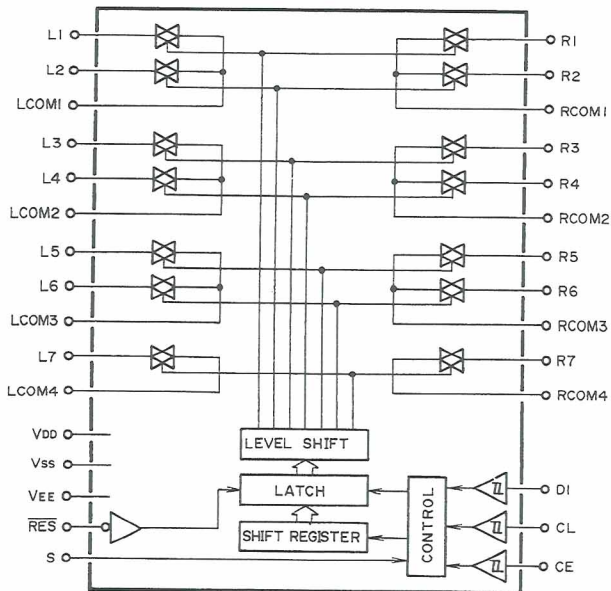 L1 R1
L2 R2
LCOM1 RCOM1
L3 R3
L4 R4
LCOM2 RCOM2
L5 R5
L6 R6
LCOM3 RCOM3
L7 R7
LCOM4 RCOM4
VDD
LEVEL SHIFT
VSS
LATCH
DI
VEE
CONTROL
RES
SHIFT REGISTER
CL
S
CE